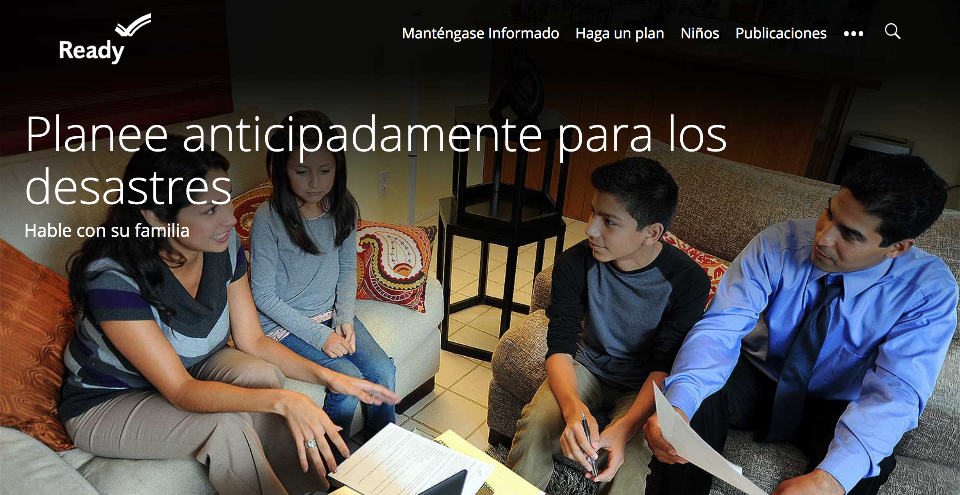 Ready
Manténgase Informado Haga un plan Niños Publicaciones
Planee anticipadamente para los
desastres
Hable con su familia